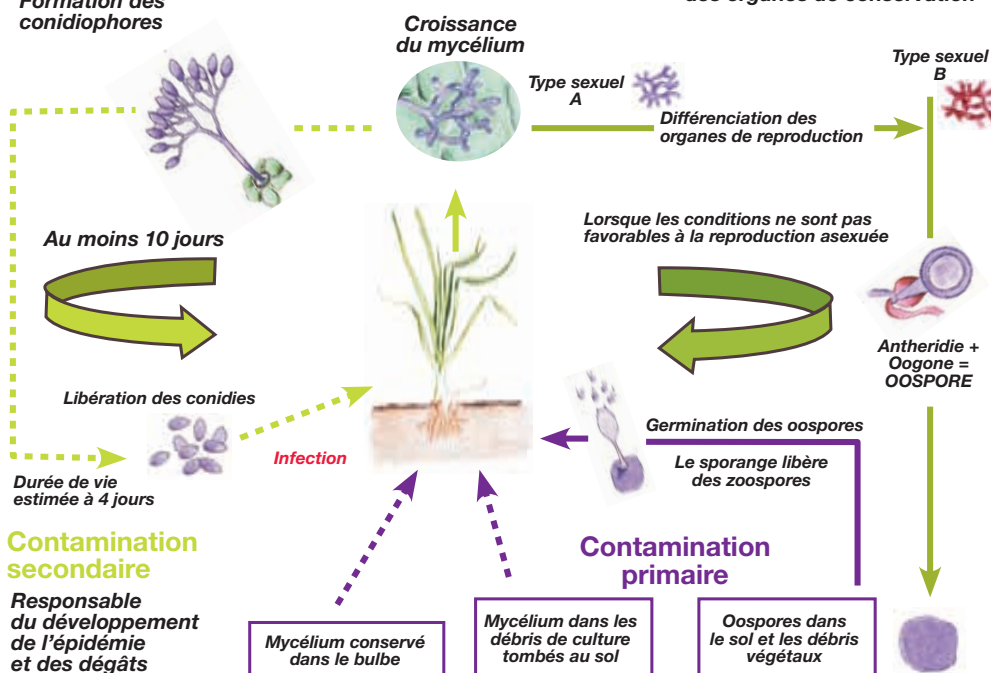 Formation des
conidiophores
des organes de conservation
Croissance
du mycélium
Type sexuel
A
Type sexuel
B
Différenciation des
organes de reproduction
Au moins 10 jours
Lorsque les conditions ne sont pas
favorables à la reproduction asexuée
Antheridie +
Oogone =
OOSPORE
Libération des conidies
Germination des oospores
Infection
Le sporange libère
des zoospores
Durée de vie
estimée à 4 jours
Contamination
secondaire
Contamination
primaire
Responsable
du développement
de l'épidémie
et des dégâts
Mycélium conservé
dans le bulbe
Mycélium dans les
débris de culture
tombés au sol
Oospores dans
le sol et les débris
végétaux